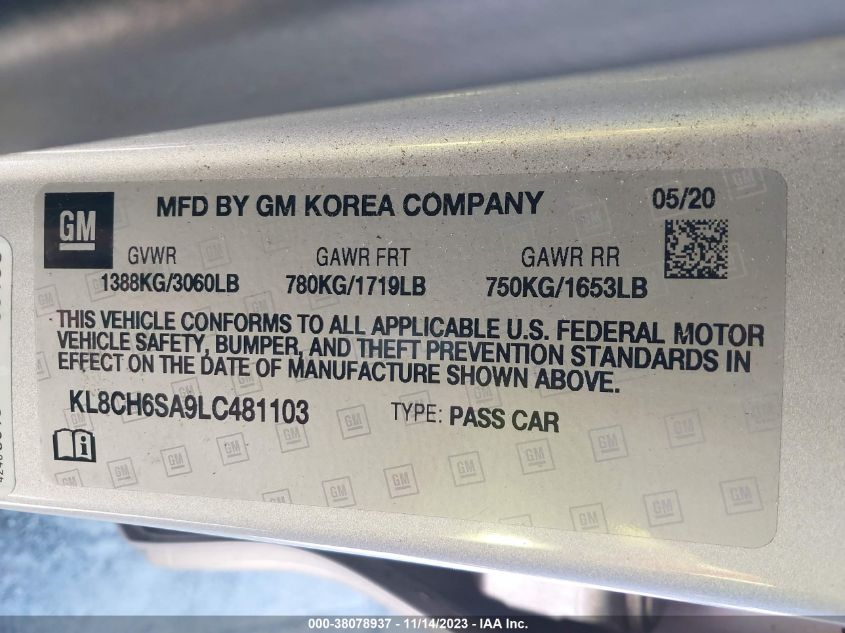 GM
MFD BY GM KOREA COMPANY
05/20
GVWR GAWR FRT GAWR RR
1388KG/3060LB 780KG/1719LB 750KG/1653LB
THIS VEHICLE CONFORMS TO ALL APPLICABLE U.S. FEDERAL MOTOR
VEHICLE SAFETY, BUMPER, AND THEFT PREVENTION STANDARDS IN
EFFECT ON THE DATE OF MANUFACTURE SHOWN ABOVE.
KL8CH6SA9LC481103 TYPE: PASS CAR
000-38078937 - 11/14/2023 - IAA Inc.